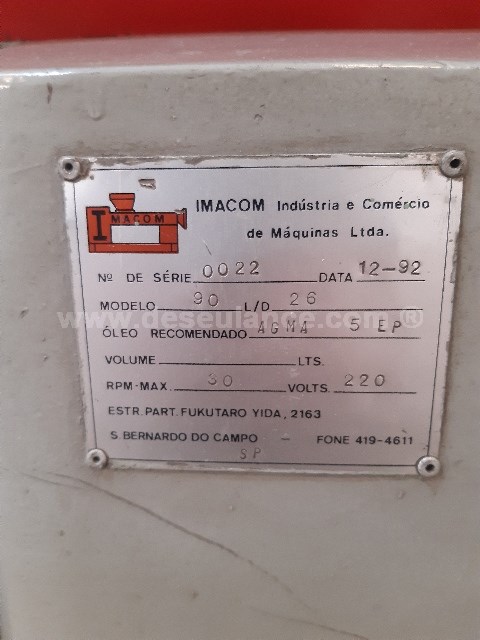 IMACOM
IMACOM Indústria e Comércio
de Máquinas Ltda.
Nº DE SÉRIE 0022 DATA 12-92
MODELO 90 L/D 26
www.deseulance.com ®
ÓLEO RECOMENDADO AGMA 5 EP
VOLUME LTS.
RPM-MAX. 30 VOLTS. 220
ESTR. PART. FUKUTARO YIDA, 2163
S. BERNARDO DO CAMPO - FONE 419-4611
SP